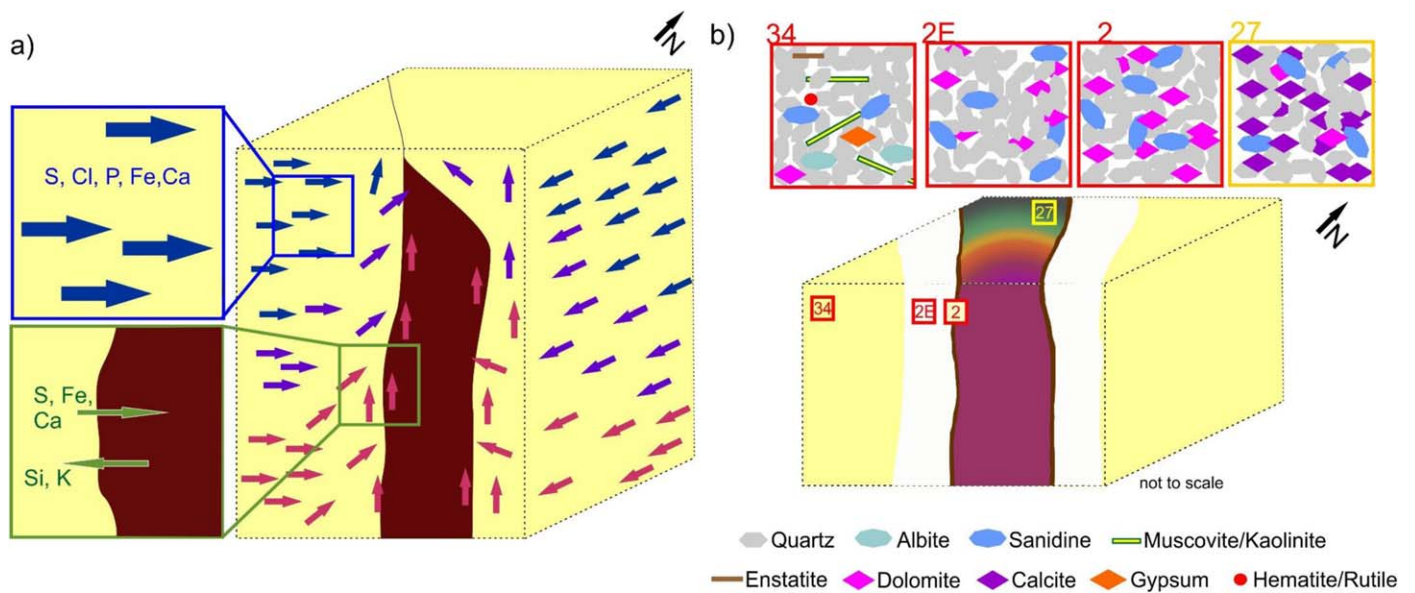 a)
N
S, Cl, P, Fe,Ca
S, Fe,
Ca
Si, K
b)
34
2E
2
27
N
27
34
2E
2
not to scale
Quartz
Albite
Sanidine
Muscovite/Kaolinite
Enstatite
Dolomite
Calcite
Gypsum
Hematite/Rutile